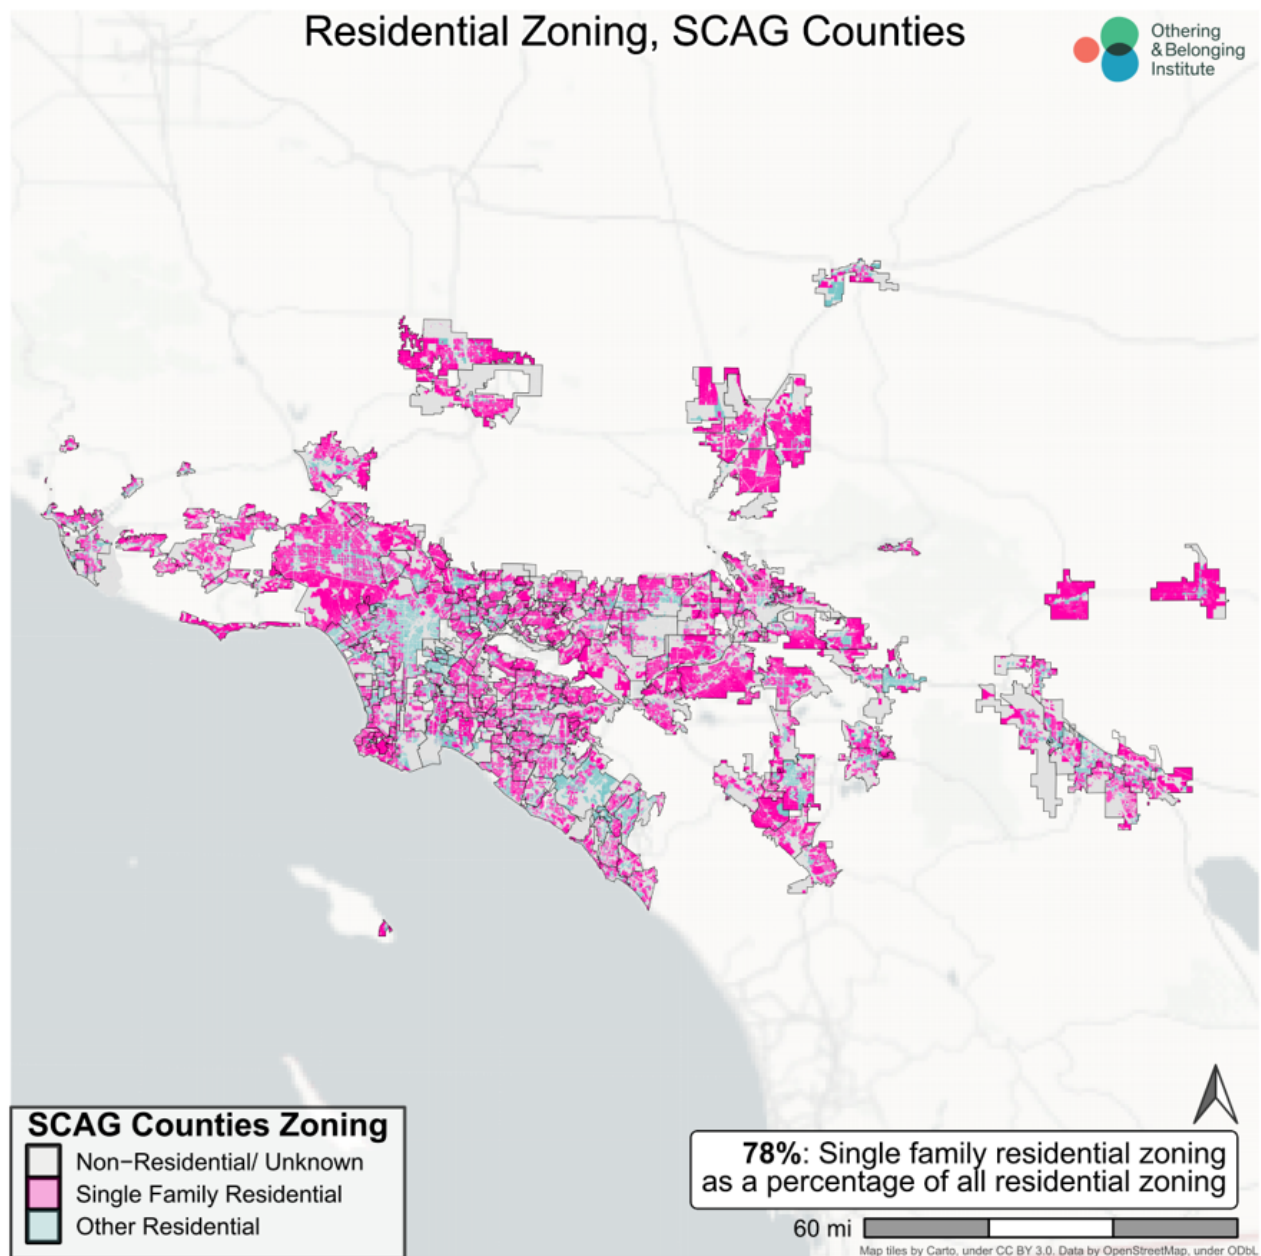 Residential Zoning, SCAG Counties
Othering
& Belonging
Institute
SCAG Counties Zoning
Non−Residential/ Unknown
Single Family Residential
Other Residential
78%: Single family residential zoning
as a percentage of all residential zoning
60 mi
Map tiles by Carto, under CC BY 3.0. Data by OpenStreetMap, under ODbL